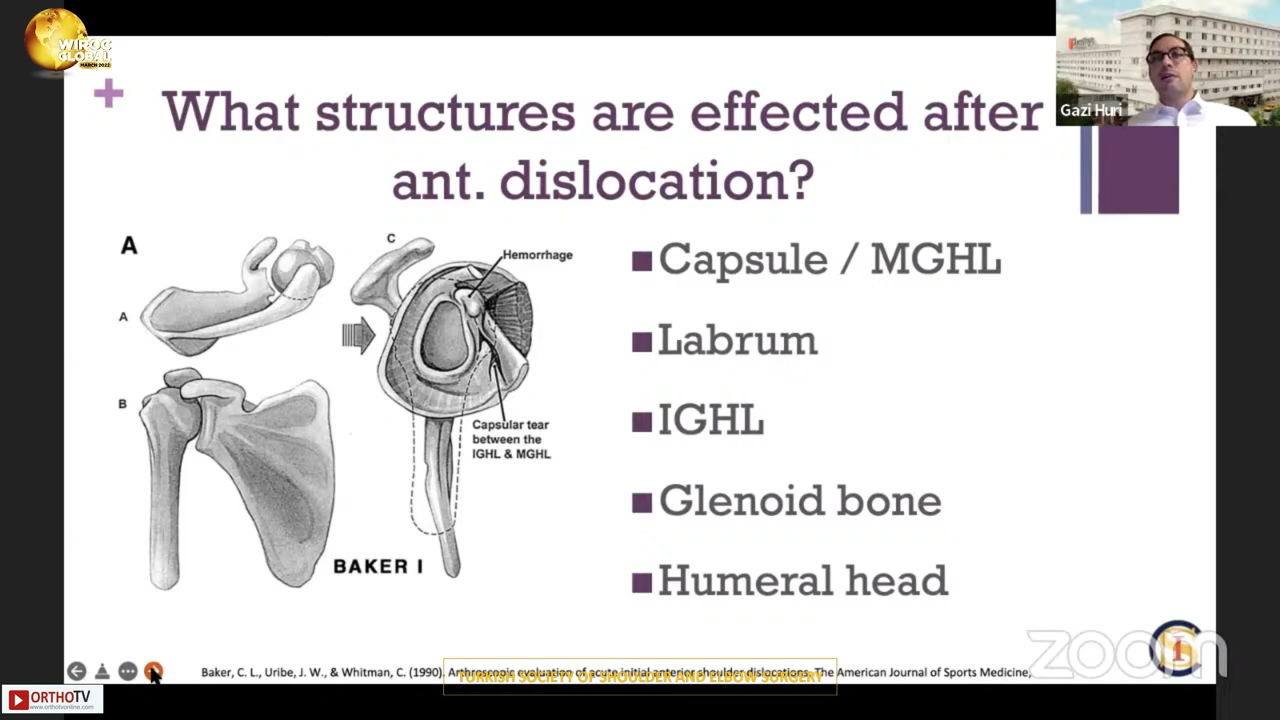 WIROC
GLOBAL
MARCH 2022
Gazi Huri
+
What structures are effected after
ant. dislocation?
A
A
B
C
Hemorrhage
Capsular tear
between the
IGHL & MGHL
BAKER I
■ Capsule / MGHL
■ Labrum
■ IGHL
■ Glenoid bone
■ Humeral head
zoom
Baker, C. L., Uribe, J. W., & Whitman, C. (1990). Arthroscopic evaluation of acute initial anterior shoulder dislocations. The American Journal of Sports Medicine,
TURKISH SOCIETY OF SHOULDER AND ELBOW SURGERY
ORTHOTV
www.orthotvonline.com